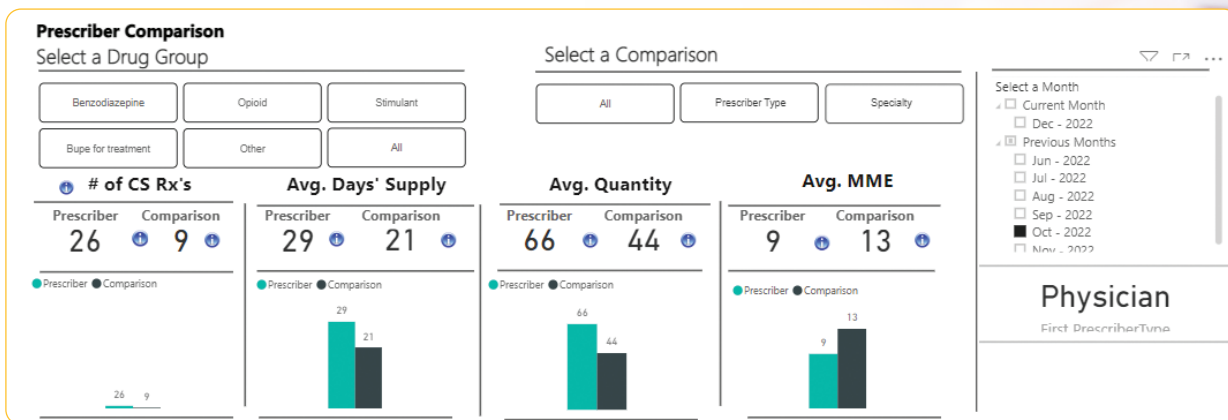 Prescriber Comparison
Select a Drug Group
Benzodiazepine
Opioid
Stimulant
Bupe for treatment
Other
All
Select a Comparison
All
Prescriber Type
Specialty
Select a Month
Current Month
Dec - 2022
Previous Months
Jun - 2022
Jul - 2022
Aug - 2022
Sep - 2022
Oct - 2022
Nov - 2022
# of CS Rx's
Prescriber Comparison
26 9
Prescriber Comparison
26 9
Avg. Days' Supply
Prescriber Comparison
29 21
Prescriber Comparison
29
21
Avg. Quantity
Prescriber Comparison
66 44
Prescriber Comparison
66
44
Avg. MME
Prescriber Comparison
9 13
Prescriber Comparison
13
9
Physician
First PrescriberType